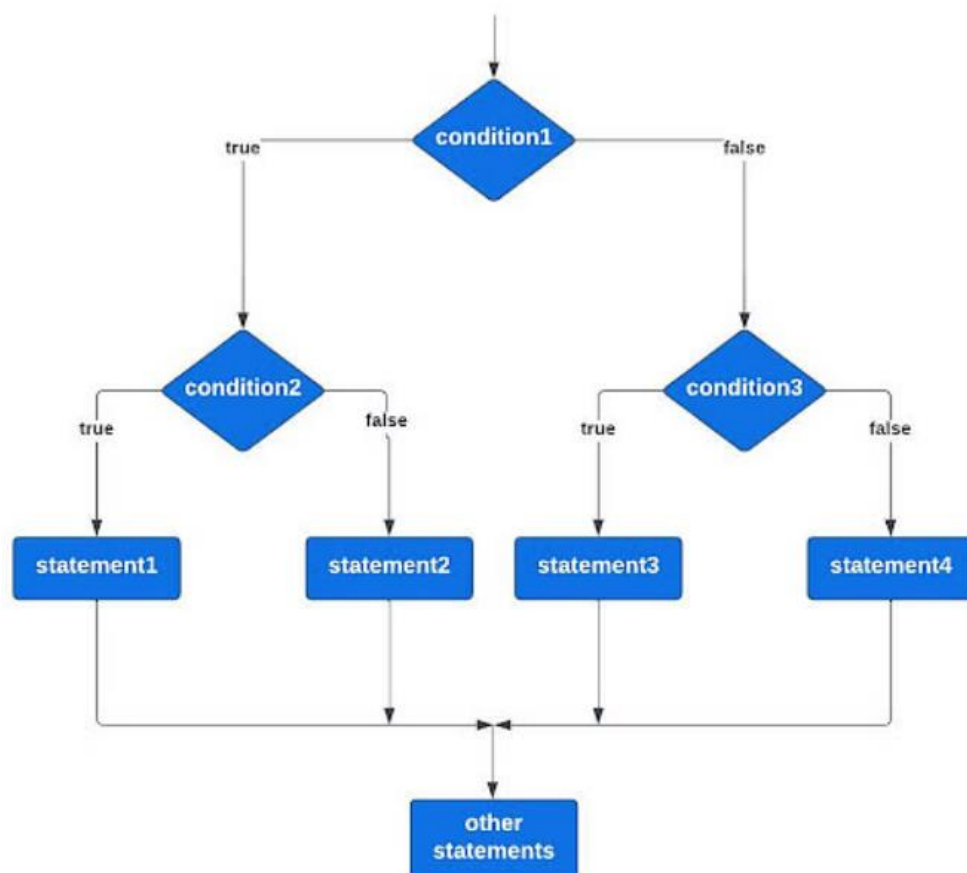 condition1
true
false
condition2
condition3
true
false
true
false
statement1
statement2
statement3
statement4
other
statements